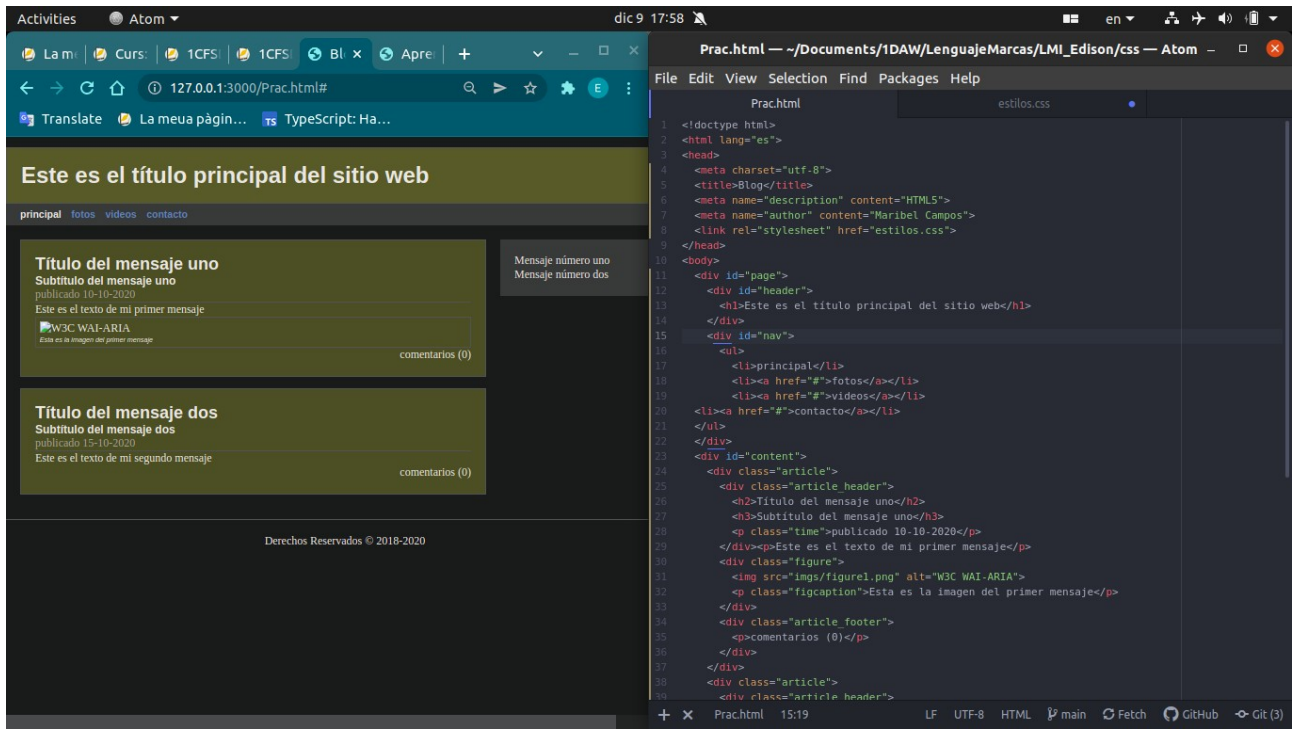 Activities
Atom
dic 9 17:58
en
La me
Curs:
1CFSI
1CFSI
Blo
Apre
127.0.0.1:3000/Prac.html#
E
Translate
La meua pàgin...
TS
TypeScript: Ha...
Este es el título principal del sitio web
principal fotos videos contacto
Título del mensaje uno
Subtítulo del mensaje uno
publicado 10-10-2020
Este es el texto de mi primer mensaje
W3C WAI-ARIA
Esta es la imagen del primer mensaje
comentarios (0)
Título del mensaje dos
Subtítulo del mensaje dos
publicado 15-10-2020
Este es el texto de mi segundo mensaje
comentarios (0)
Mensaje número uno
Mensaje número dos
Derechos Reservados © 2018-2020
Prac.html — ~/Documents/1DAW/LenguajeMarcas/LMI_Edison/css — Atom
File Edit View Selection Find Packages Help
Prac.html
estilos.css
1 <!doctype html>
2 <html lang="es">
3 <head>
4 <meta charset="utf-8">
5 <title>Blog</title>
6 <meta name="description" content="HTML5">
7 <meta name="author" content="Maribel Campos">
8 <link rel="stylesheet" href="estilos.css">
9 </head>
10 <body>
11 <div id="page">
12 <div id="header">
13 <h1>Este es el título principal del sitio web</h1>
14 </div>
15 <div id="nav">
16 <ul>
17 <li>principal</li>
18 <li><a href="#">fotos</a></li>
19 <li><a href="#">videos</a></li>
20 <li><a href="#">contacto</a></li>
21 </ul>
22 </div>
23 <div id="content">
24 <div class="article">
25 <div class="article_header">
26 <h2>Título del mensaje uno</h2>
27 <h3>Subtítulo del mensaje uno</h3>
28 <p class="time">publicado 10-10-2020</p>
29 </div><p>Este es el texto de mi primer mensaje</p>
30 <div class="figure">
31 <img src="imgs/figure1.png" alt="W3C WAI-ARIA">
32 <p class="figcaption">Esta es la imagen del primer mensaje</p>
33 </div>
34 <div class="article_footer">
35 <p>comentarios (0)</p>
36 </div>
37 </div>
38 <div class="article">
39 <div class="article_header">
Prac.html 15:19
LF UTF-8 HTML main Fetch GitHub Git (3)